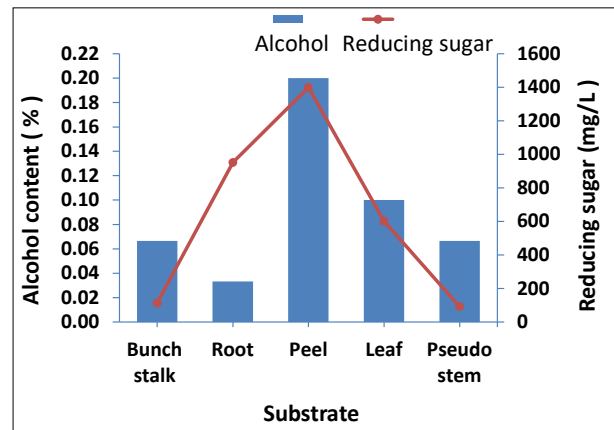 Alcohol Reducing sugar
Alcohol content ( % )
0.22
0.20
0.18
0.16
0.14
0.12
0.10
0.08
0.06
0.04
0.02
0.00
1600
1400
1200
1000
800
600
400
200
0
Reducing sugar (mg/L)
Bunch stalk
Root
Peel
Leaf
Pseudo stem
Substrate